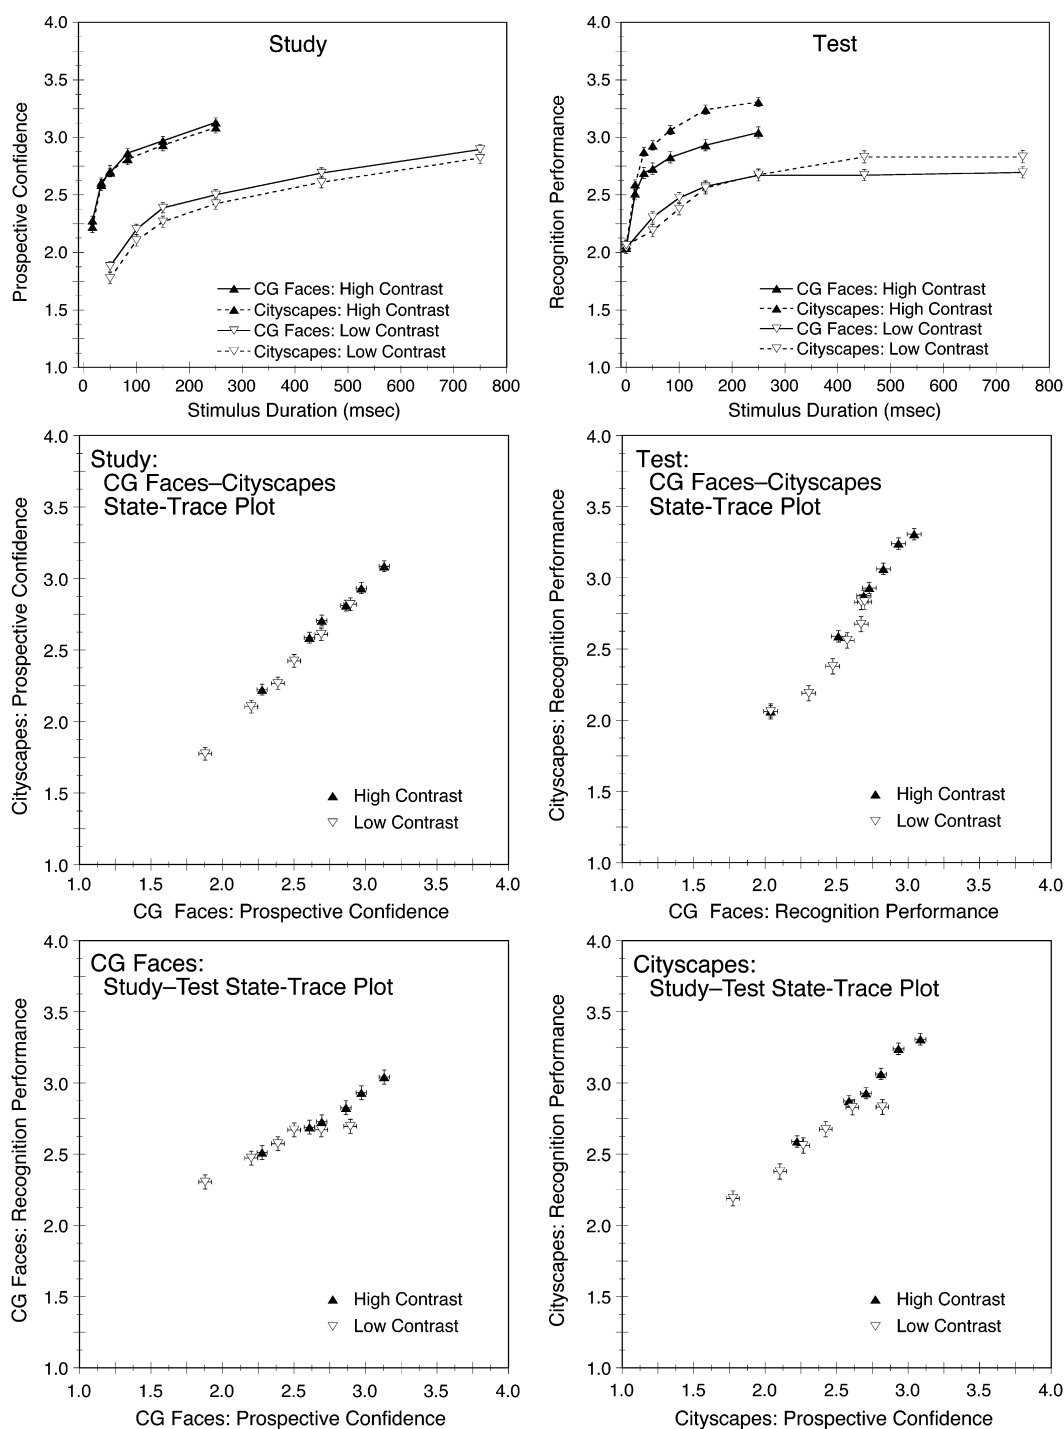 Study
Prospective Confidence
4.0
3.5
3.0
2.5
2.0
1.5
1.0
CG Faces: High Contrast
Cityscapes: High Contrast
CG Faces: Low Contrast
Cityscapes: Low Contrast
0 100 200 300 400 500 600 700 800
Stimulus Duration (msec)
Test
Recognition Performance
4.0
3.5
3.0
2.5
2.0
1.5
1.0
CG Faces: High Contrast
Cityscapes: High Contrast
CG Faces: Low Contrast
Cityscapes: Low Contrast
0 100 200 300 400 500 600 700 800
Stimulus Duration (msec)
Study:
CG Faces–Cityscapes
State-Trace Plot
Cityscapes: Prospective Confidence
4.0
3.5
3.0
2.5
2.0
1.5
1.0
High Contrast
Low Contrast
1.0 1.5 2.0 2.5 3.0 3.5 4.0
CG Faces: Prospective Confidence
Test:
CG Faces–Cityscapes
State-Trace Plot
Cityscapes: Recognition Performance
4.0
3.5
3.0
2.5
2.0
1.5
1.0
High Contrast
Low Contrast
1.0 1.5 2.0 2.5 3.0 3.5 4.0
CG Faces: Recognition Performance
CG Faces:
Study–Test State-Trace Plot
CG Faces: Recognition Performance
4.0
3.5
3.0
2.5
2.0
1.5
1.0
High Contrast
Low Contrast
1.0 1.5 2.0 2.5 3.0 3.5 4.0
CG Faces: Prospective Confidence
Cityscapes:
Study–Test State-Trace Plot
Cityscapes: Recognition Performance
4.0
3.5
3.0
2.5
2.0
1.5
1.0
High Contrast
Low Contrast
1.0 1.5 2.0 2.5 3.0 3.5 4.0
Cityscapes: Prospective Confidence